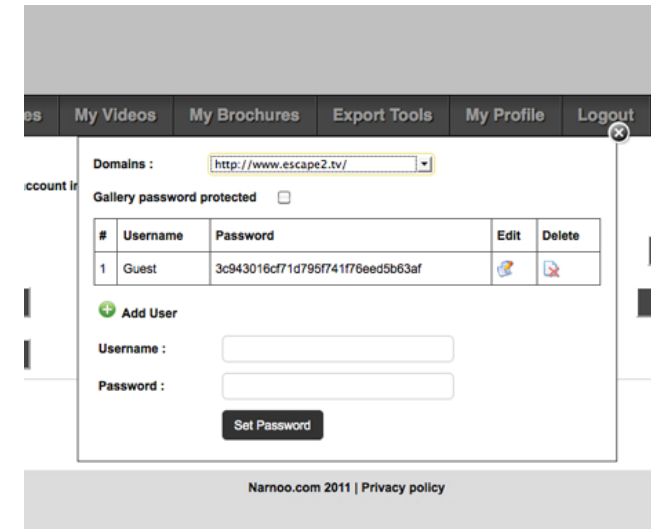 es My Videos My Brochures Export Tools My Profile Logout
Domains : http://www.escape2.tv/
account in
Gallery password protected
# Username Password Edit Delete
1 Guest 3c943016cf71d795f741f76eed5b63af
Add User
Username :
Password :
Set Password
Narnoo.com 2011 | Privacy policy